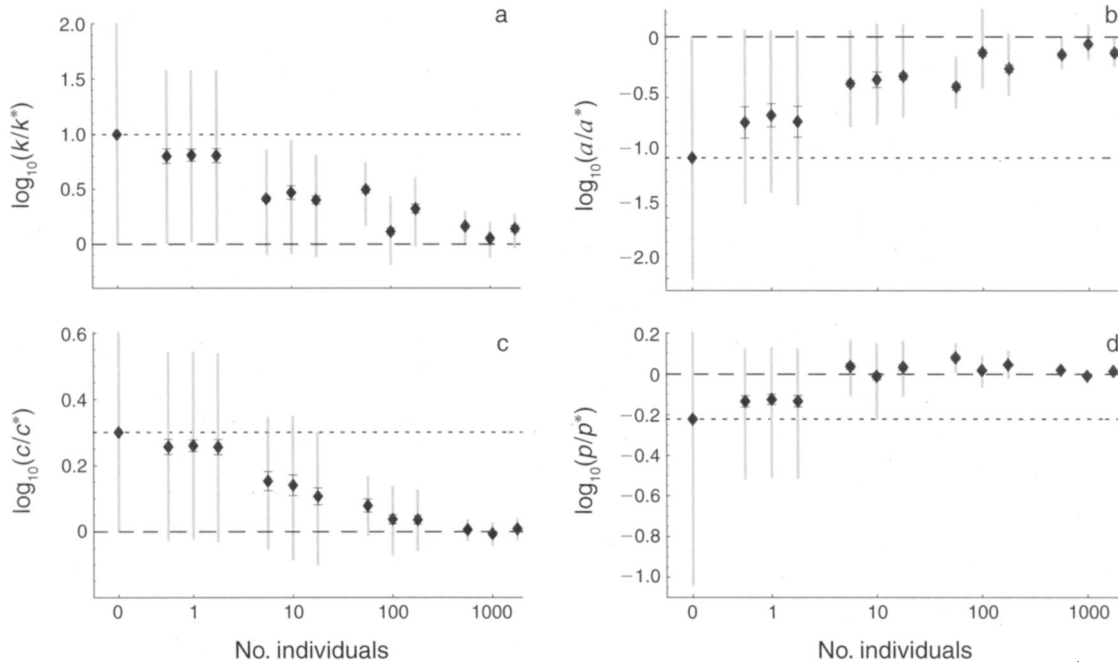 a
2.0
1.5
1.0
0.5
0
log10(k/k*)
b
0
−0.5
−1.0
−1.5
−2.0
log10(a/a*)
c
0.6
0.4
0.2
0
log10(c/c*)
0 1 10 100 1000
No. individuals
d
0.2
0
−0.2
−0.4
−0.6
−0.8
−1.0
log10(p/p*)
0 1 10 100 1000
No. individuals